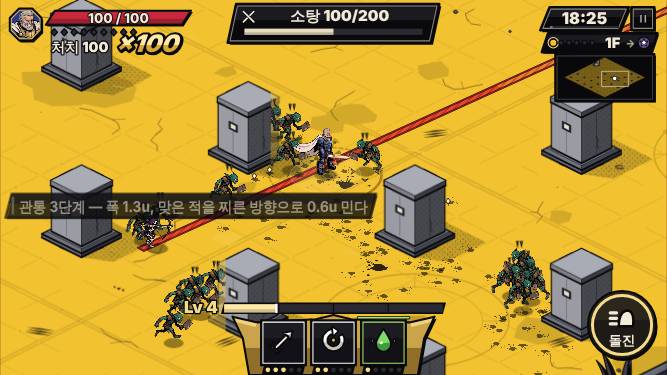 100 / 100
처치 100 ×100
소탕 100/200
18:25
1F
관통 3단계 — 폭 1.3u, 맞은 적을 찌른 방향으로 0.6u 민다
Lv 4
돌진